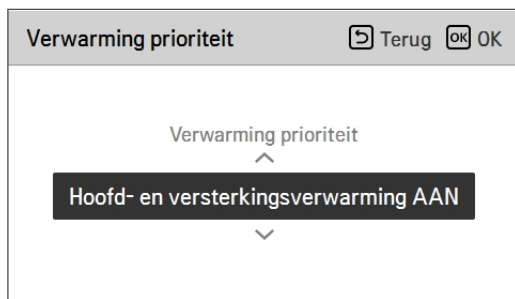 Verwarming prioriteit Terug OK OK
Verwarming prioriteit
Hoofd- en versterkingsverwarming AAN